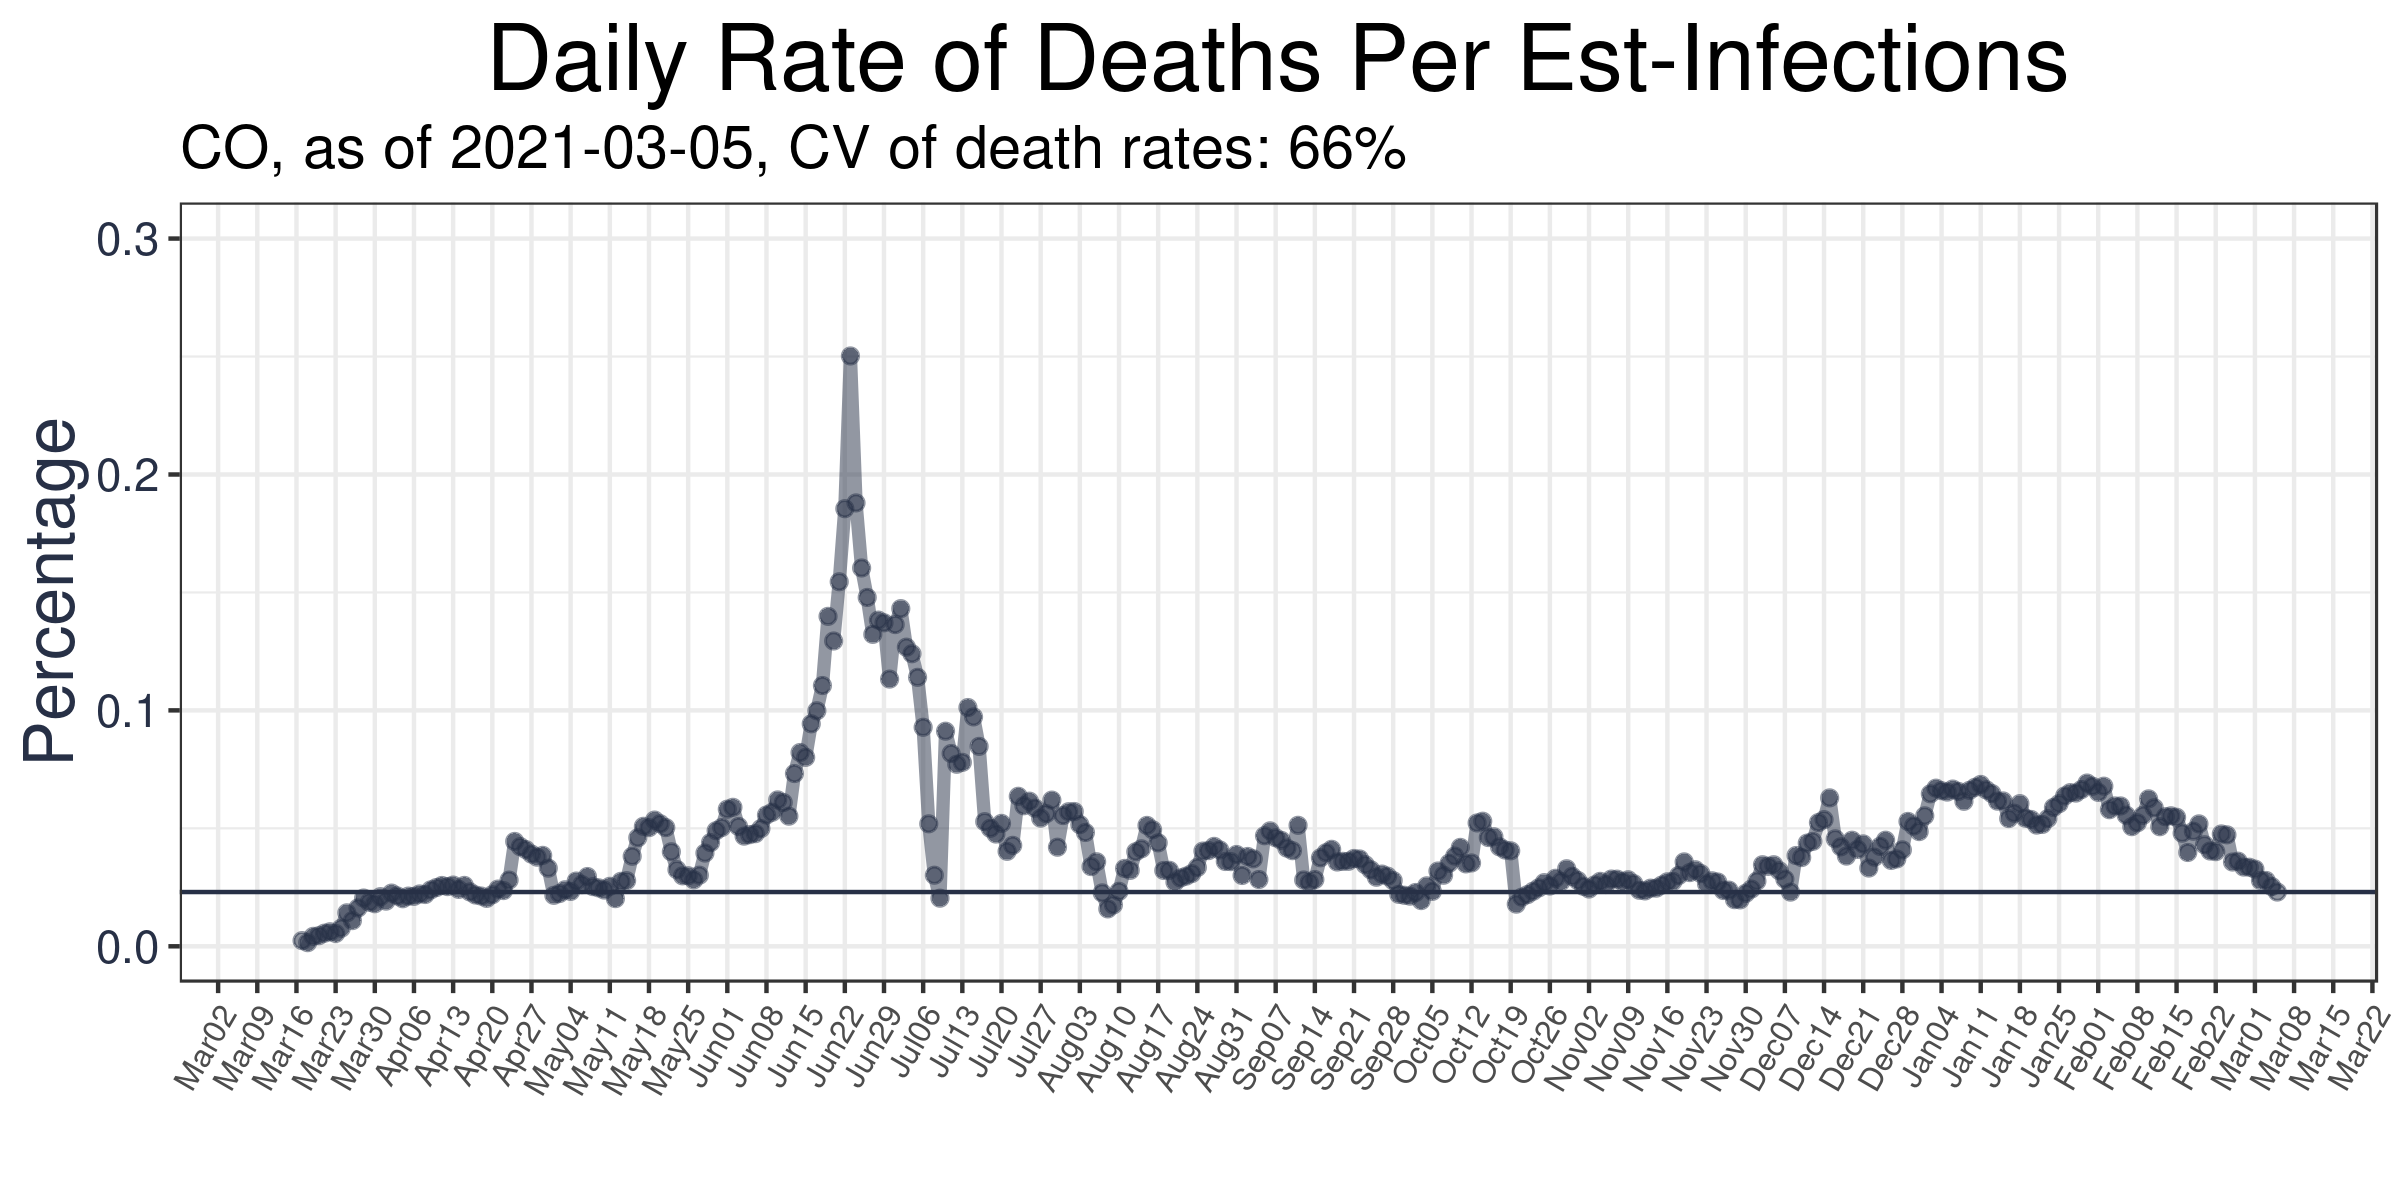 Daily Rate of Deaths Per Est-Infections
CO, as of 2021-03-05, CV of death rates: 66%
Percentage
0.3
0.2
0.1
0.0
Mar02
Mar09
Mar16
Mar23
Mar30
Apr06
Apr13
Apr20
Apr27
May04
May11
May18
May25
Jun01
Jun08
Jun15
Jun22
Jun29
Jul06
Jul13
Jul20
Jul27
Aug03
Aug10
Aug17
Aug24
Aug31
Sep07
Sep14
Sep21
Sep28
Oct05
Oct12
Oct19
Oct26
Nov02
Nov09
Nov16
Nov23
Nov30
Dec07
Dec14
Dec21
Dec28
Jan04
Jan11
Jan18
Jan25
Feb01
Feb08
Feb15
Feb22
Mar01
Mar08
Mar15
Mar22